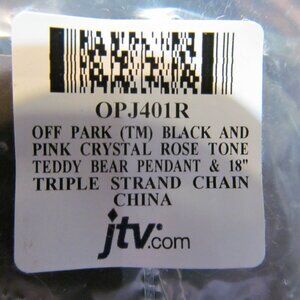 OPJ401R
OFF PARK (TM) BLACK AND
PINK CRYSTAL ROSE TONE
TEDDY BEAR PENDANT & 18"
TRIPLE STRAND CHAIN
CHINA
jtv.com